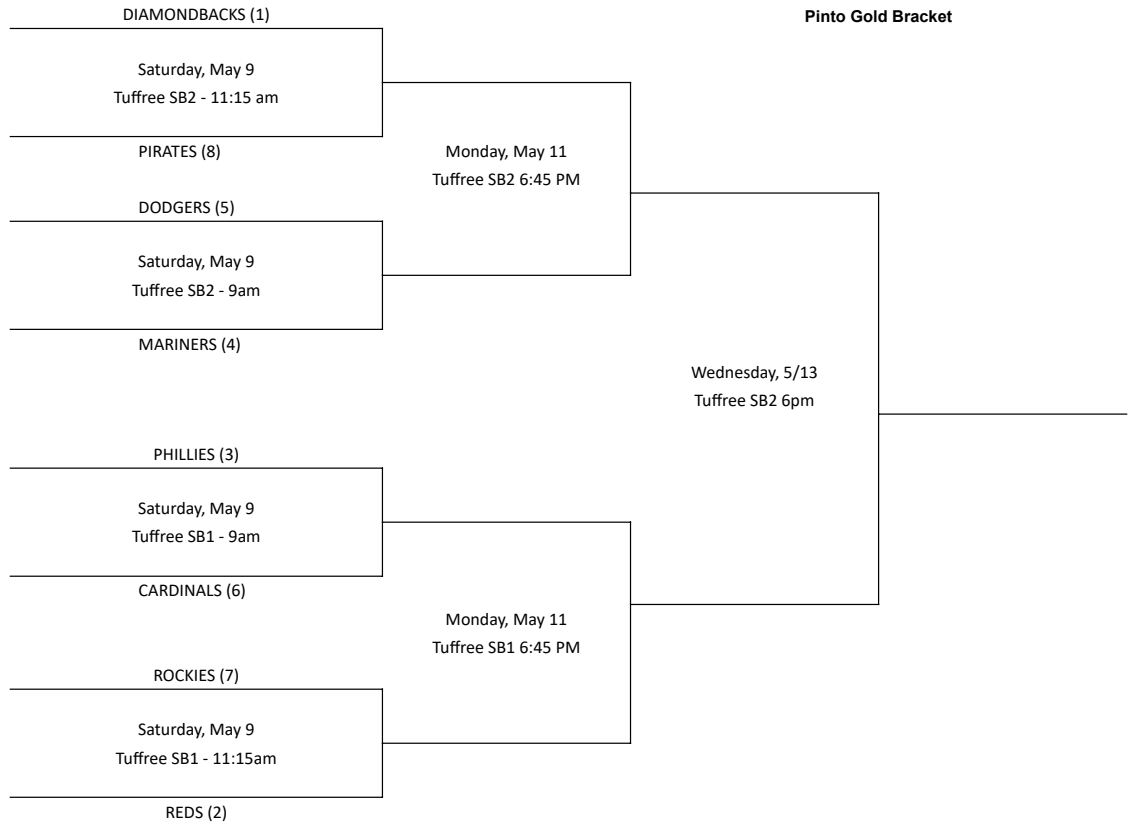 DIAMONDBACKS (1)
Pinto Gold Bracket
Saturday, May 9
Tuffree SB2 - 11:15 am
PIRATES (8)
Monday, May 11
Tuffree SB2 6:45 PM
DODGERS (5)
Saturday, May 9
Tuffree SB2 - 9am
MARINERS (4)
Wednesday, 5/13
Tuffree SB2 6pm
PHILLIES (3)
Saturday, May 9
Tuffree SB1 - 9am
CARDINALS (6)
Monday, May 11
Tuffree SB1 6:45 PM
ROCKIES (7)
Saturday, May 9
Tuffree SB1 - 11:15am
REDS (2)